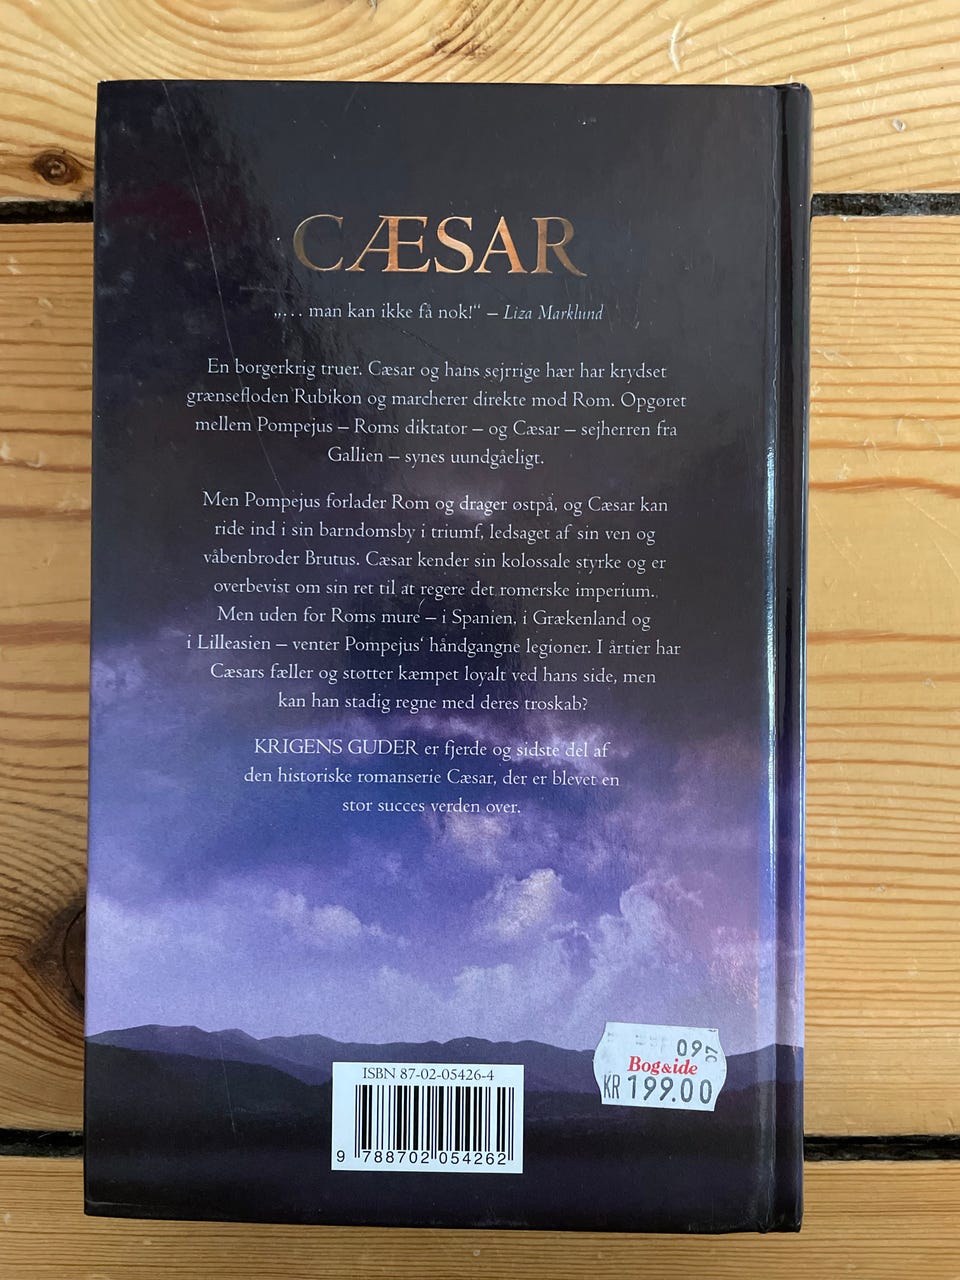 CÆSAR
„… man kan ikke få nok!“ – Liza Marklund
En borgerkrig truer. Cæsar og hans sejrrige hær har krydset
grænsefloden Rubikon og marcherer direkte mod Rom. Opgøret
mellem Pompejus – Roms diktator – og Cæsar – sejherren fra
Gallien – synes uundgåeligt.
Men Pompejus forlader Rom og drager østpå, og Cæsar kan
ride ind i sin barndomsby i triumf, ledsaget af sin ven og
våbenbroder Brutus. Cæsar kender sin kolossale styrke og er
overbevist om sin ret til at regere det romerske imperium.
Men uden for Roms mure – i Spanien, i Grækenland og
i Lilleasien – venter Pompejus‘ håndgangne legioner. I årtier har
Cæsars fæller og støtter kæmpet loyalt ved hans side, men
kan han stadig regne med deres troskab?
KRIGENS GUDER er fjerde og sidste del af
den historiske romanserie Cæsar, der er blevet en
stor succes verden over.
ISBN 87-02-05426-4
9 788702 054262
09 07
Bog&ide
KR 199.00